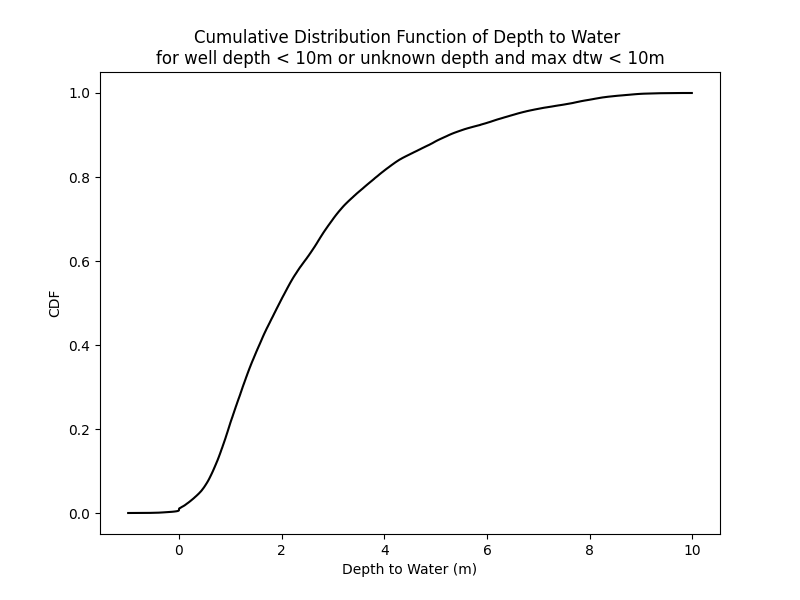 Cumulative Distribution Function of Depth to Water
for well depth < 10m or unknown depth and max dtw < 10m
1.0
0.8
0.6
0.4
0.2
0.0
CDF
0 2 4 6 8 10
Depth to Water (m)